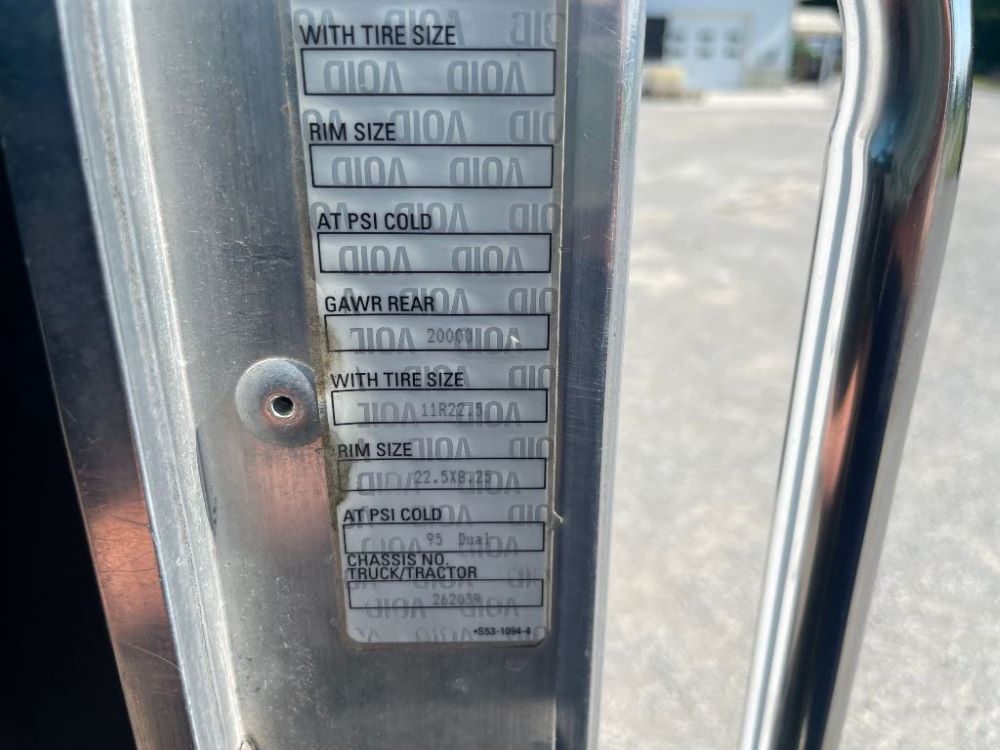 WITH TIRE SIZE
RIM SIZE
AT PSI COLD
GAWR REAR
20000
WITH TIRE SIZE
11R22.5
RIM SIZE
22.5X8.25
AT PSI COLD
95 Dual
CHASSIS NO.
TRUCK/TRACTOR
262039
•S53-1094-4